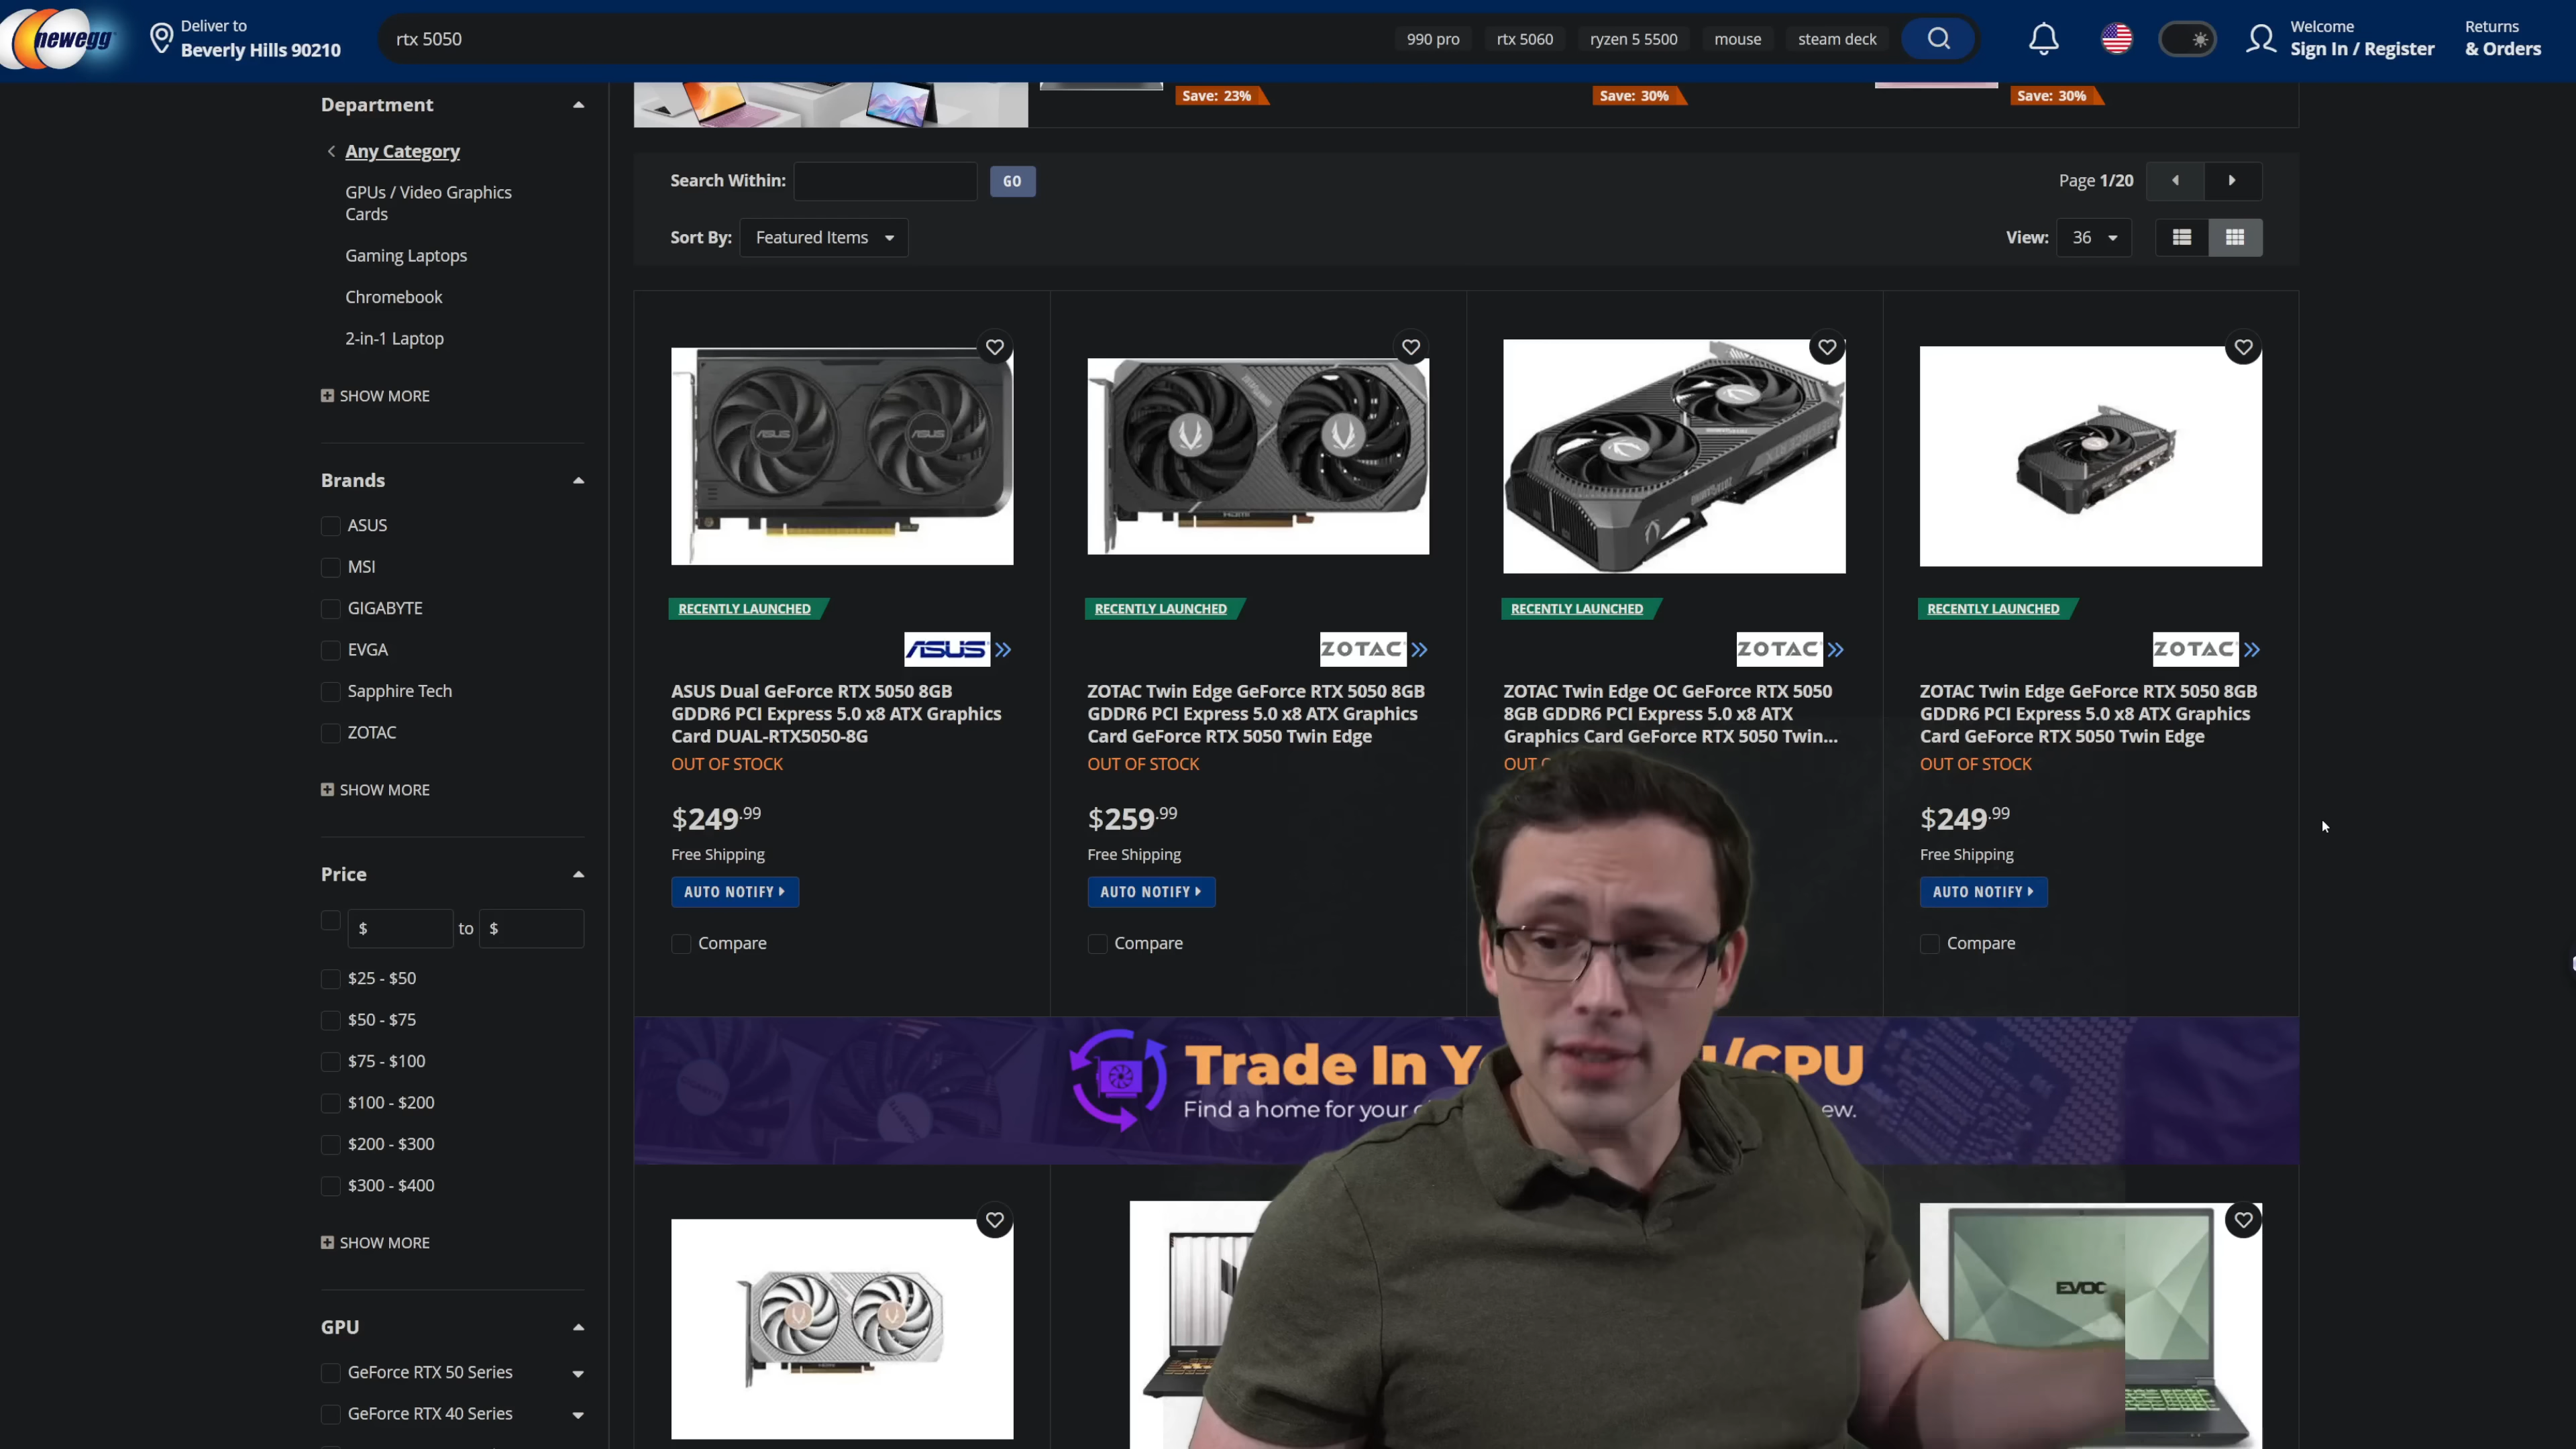 newegg
Deliver to
Beverly Hills 90210
rtx 5050
990 pro
rtx 5060
ryzen 5 5500
mouse
steam deck
Welcome
Sign In / Register
Returns
& Orders
Department
Any Category
GPUs / Video Graphics
Cards
Gaming Laptops
Chromebook
2-in-1 Laptop
SHOW MORE
Brands
ASUS
MSI
GIGABYTE
EVGA
Sapphire Tech
ZOTAC
SHOW MORE
Price
$ to $
$25 - $50
$50 - $75
$75 - $100
$100 - $200
$200 - $300
$300 - $400
SHOW MORE
GPU
GeForce RTX 50 Series
GeForce RTX 40 Series
Save: 23%
Save: 30%
Save: 30%
Search Within:
GO
Page 1/20
Sort By: Featured Items
View: 36
RECENTLY LAUNCHED
ASUS
ASUS Dual GeForce RTX 5050 8GB
GDDR6 PCI Express 5.0 x8 ATX Graphics
Card DUAL-RTX5050-8G
OUT OF STOCK
$249.99
Free Shipping
AUTO NOTIFY
Compare
RECENTLY LAUNCHED
ZOTAC
ZOTAC Twin Edge GeForce RTX 5050 8GB
GDDR6 PCI Express 5.0 x8 ATX Graphics
Card GeForce RTX 5050 Twin Edge
OUT OF STOCK
$259.99
Free Shipping
AUTO NOTIFY
Compare
RECENTLY LAUNCHED
ZOTAC
ZOTAC Twin Edge OC GeForce RTX 5050
8GB GDDR6 PCI Express 5.0 x8 ATX
Graphics Card GeForce RTX 5050 Twin...
OUT
RECENTLY LAUNCHED
ZOTAC
ZOTAC Twin Edge GeForce RTX 5050 8GB
GDDR6 PCI Express 5.0 x8 ATX Graphics
Card GeForce RTX 5050 Twin Edge
OUT OF STOCK
$249.99
Free Shipping
AUTO NOTIFY
Compare
Trade In Y /CPU
Find a home for your ew.
EVOC